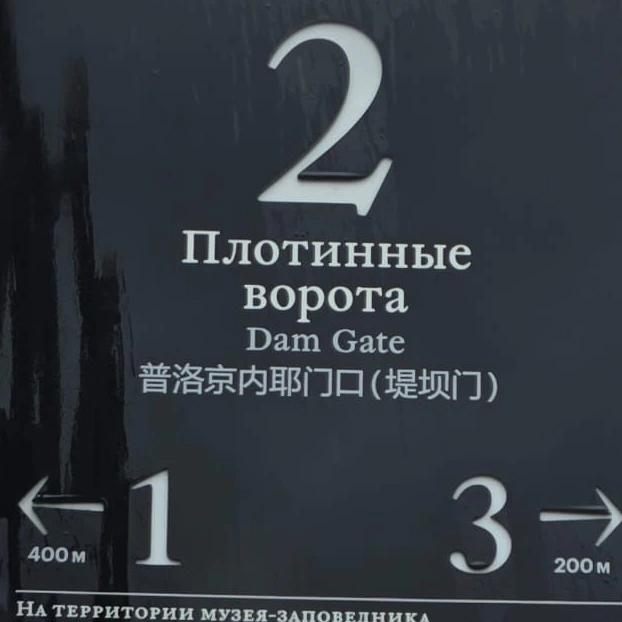 2
Плотинные
ворота
Dam Gate
普洛京内耶门口(堤坝门)
← 1 3 →
400 м 200 м
На территории музея-заповедника